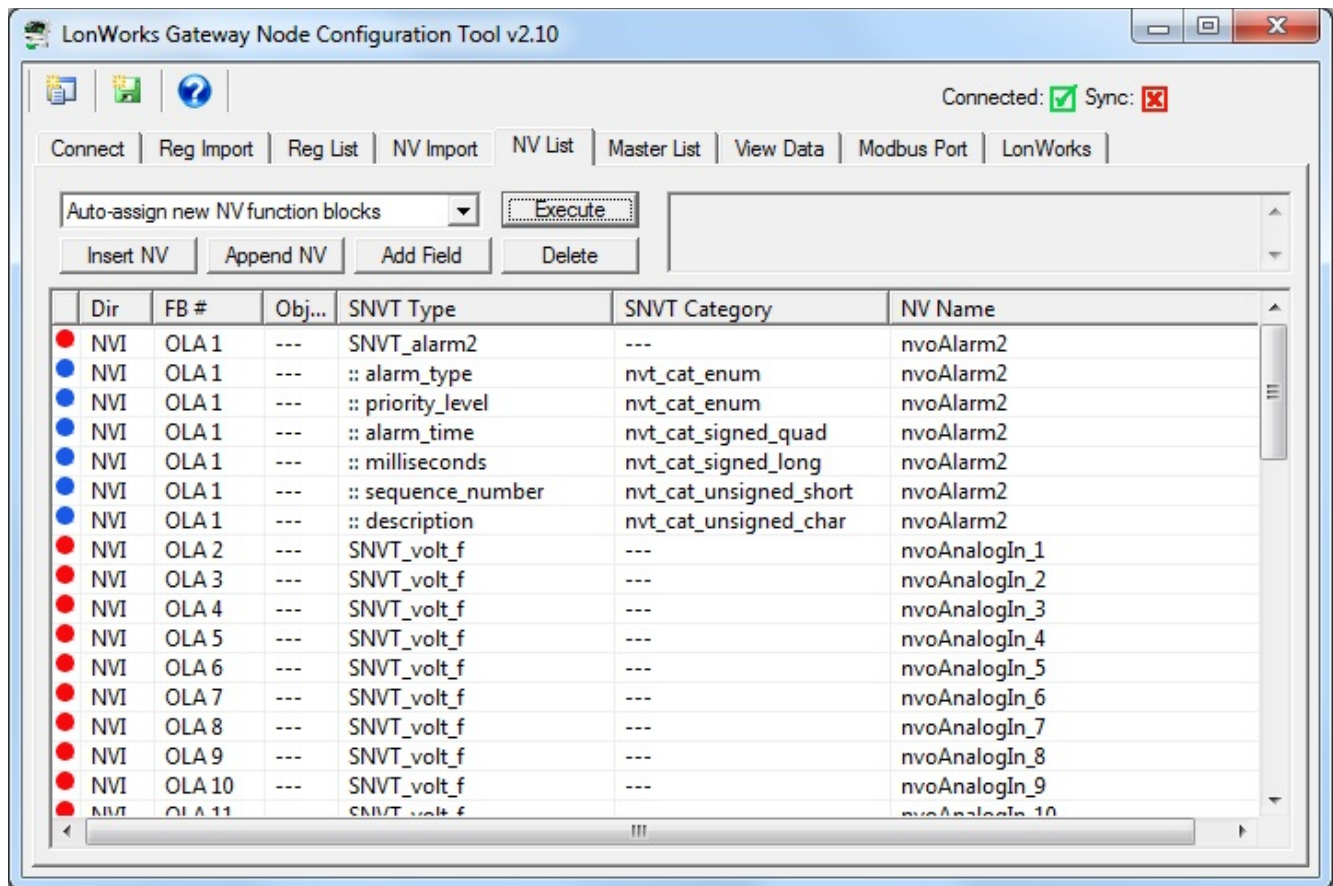 LonWorks Gateway Node Configuration Tool v2.10
Connected: Sync:
Connect Reg Import Reg List NV Import NV List Master List View Data Modbus Port LonWorks
Auto-assign new NV function blocks Execute
Insert NV Append NV Add Field Delete
Dir FB # Obj... SNVT Type SNVT Category NV Name
NVI OLA 1 --- SNVT_alarm2 --- nvoAlarm2
NVI OLA 1 --- :: alarm_type nvt_cat_enum nvoAlarm2
NVI OLA 1 --- :: priority_level nvt_cat_enum nvoAlarm2
NVI OLA 1 --- :: alarm_time nvt_cat_signed_quad nvoAlarm2
NVI OLA 1 --- :: milliseconds nvt_cat_signed_long nvoAlarm2
NVI OLA 1 --- :: sequence_number nvt_cat_unsigned_short nvoAlarm2
NVI OLA 1 --- :: description nvt_cat_unsigned_char nvoAlarm2
NVI OLA 2 --- SNVT_volt_f --- nvoAnalogIn_1
NVI OLA 3 --- SNVT_volt_f --- nvoAnalogIn_2
NVI OLA 4 --- SNVT_volt_f --- nvoAnalogIn_3
NVI OLA 5 --- SNVT_volt_f --- nvoAnalogIn_4
NVI OLA 6 --- SNVT_volt_f --- nvoAnalogIn_5
NVI OLA 7 --- SNVT_volt_f --- nvoAnalogIn_6
NVI OLA 8 --- SNVT_volt_f --- nvoAnalogIn_7
NVI OLA 9 --- SNVT_volt_f --- nvoAnalogIn_8
NVI OLA 10 --- SNVT_volt_f --- nvoAnalogIn_9
NVI OLA 11 SNVT_volt_f nvoAnalogIn_10